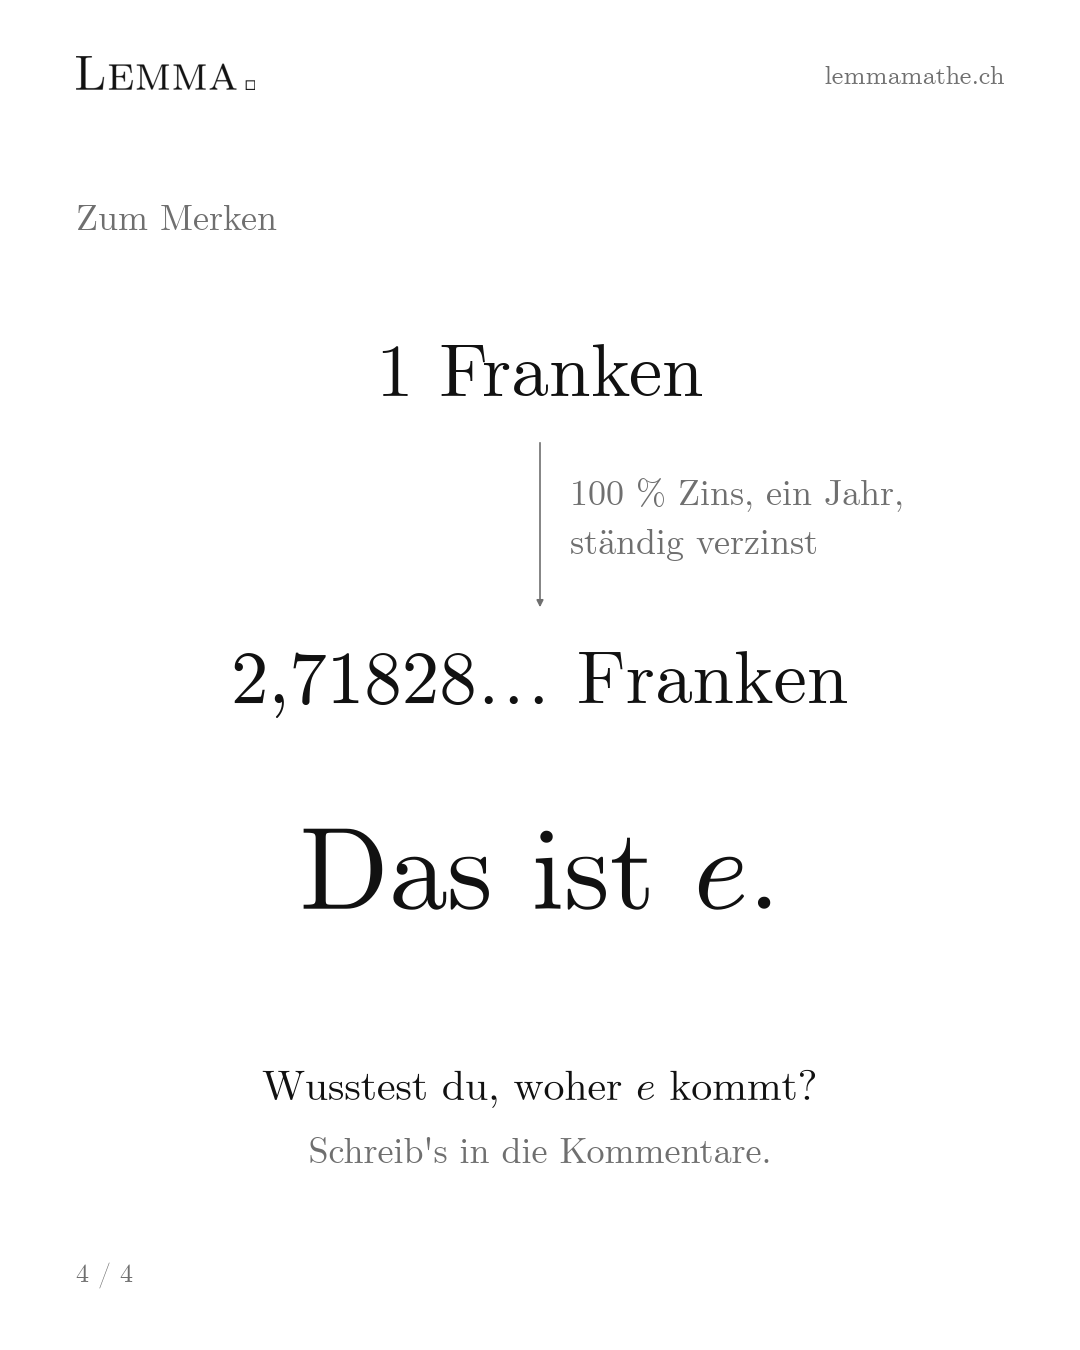 LEMMA.□
lemmamathe.ch
Zum Merken
1 Franken
100 % Zins, ein Jahr,
ständig verzinst
2,71828… Franken
Das ist e.
Wusstest du, woher e kommt?
Schreib's in die Kommentare.
4 / 4